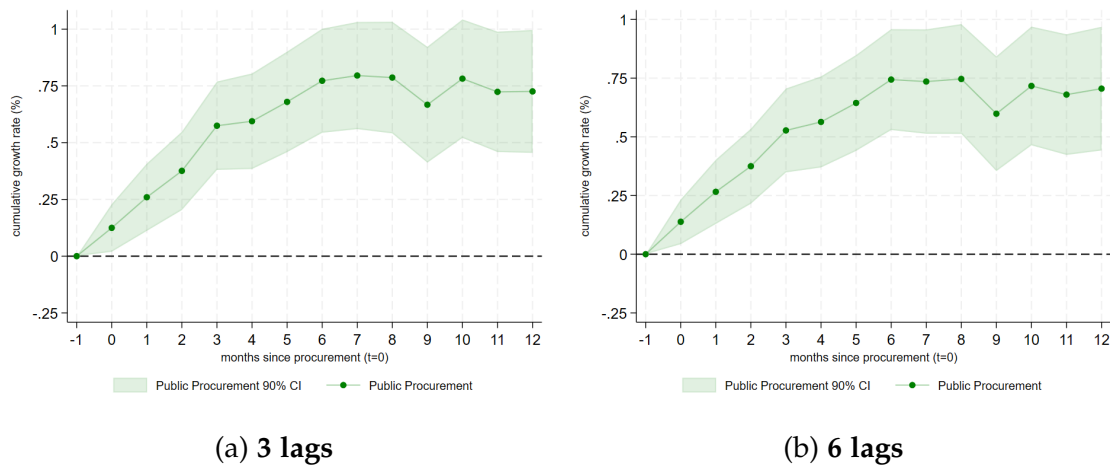 1
.75
.5
.25
0
-.25
cumulative growth rate (%)
-1 0 1 2 3 4 5 6 7 8 9 10 11 12
months since procurement (t=0)
Public Procurement 90% CI Public Procurement
(a) 3 lags
1
.75
.5
.25
0
-.25
cumulative growth rate (%)
-1 0 1 2 3 4 5 6 7 8 9 10 11 12
months since procurement (t=0)
Public Procurement 90% CI Public Procurement
(b) 6 lags